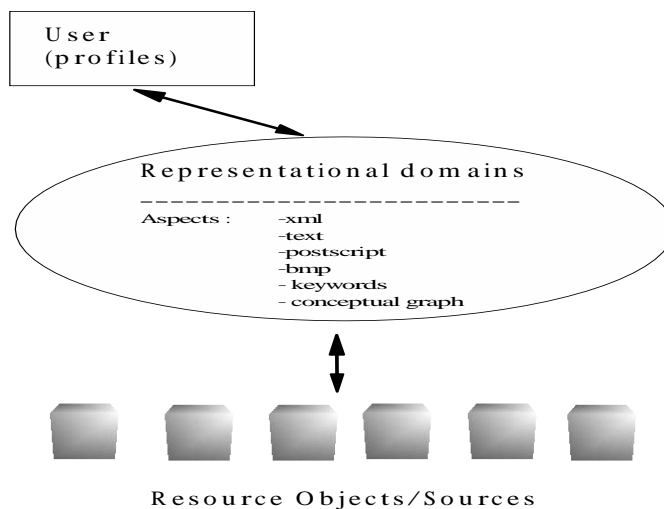 User
(profiles)
Representational domains
---------------------------
Aspects : -xml
-text
-postscript
-bmp
- keywords
- conceptual graph
Resource Objects/Sources